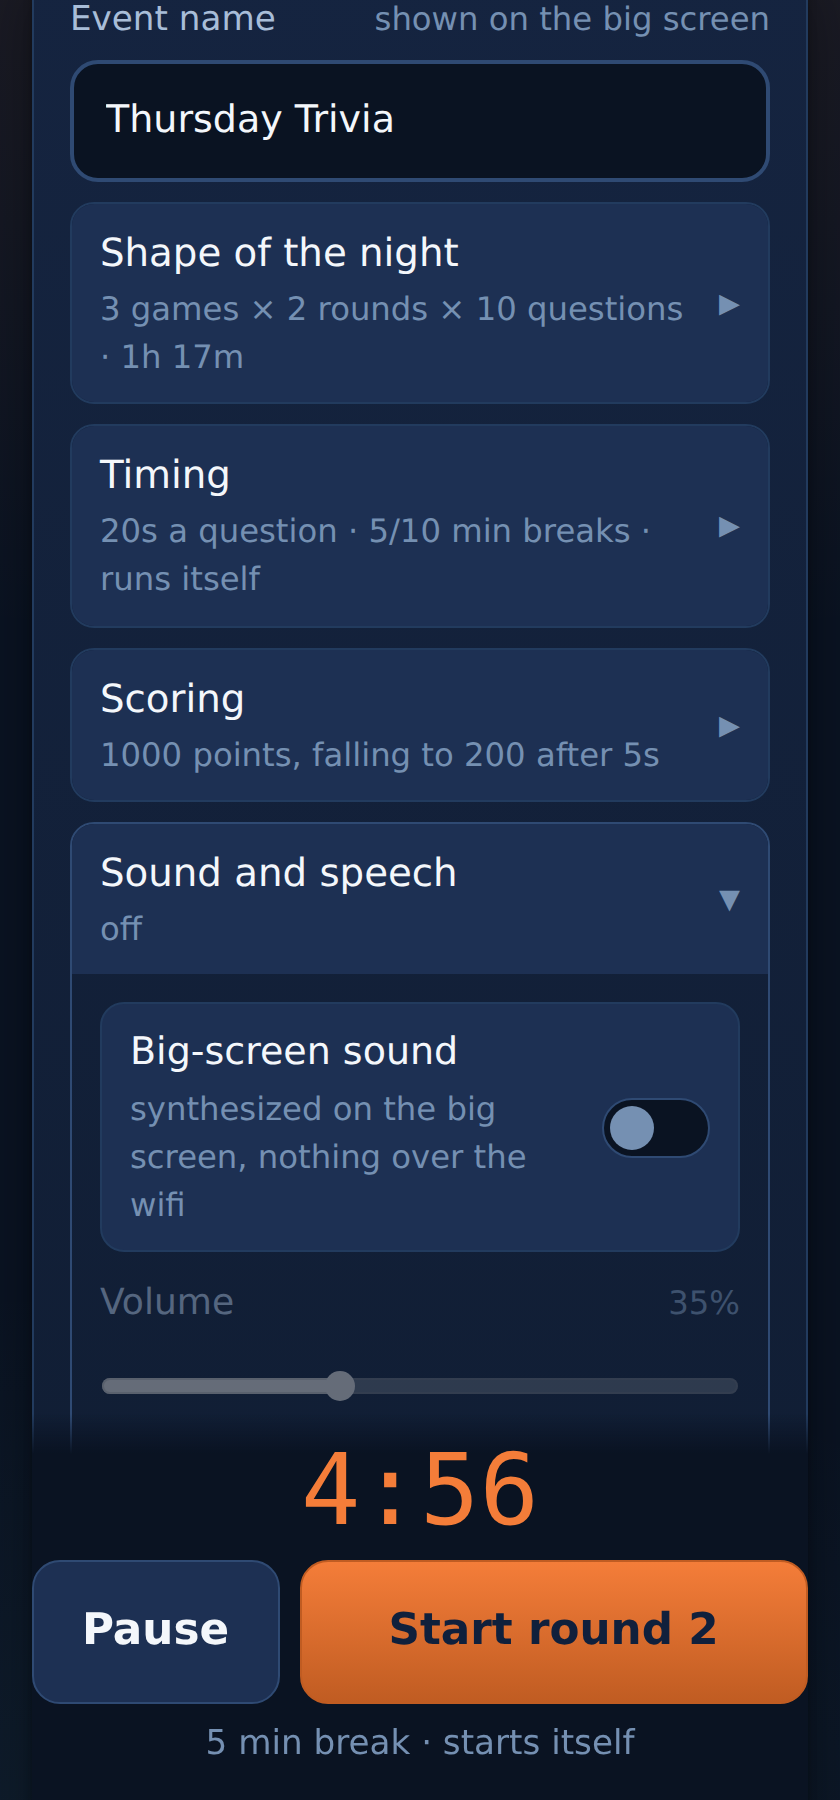 Event name
shown on the big screen
Thursday Trivia
Shape of the night
3 games × 2 rounds × 10 questions
· 1h 17m
Timing
20s a question · 5/10 min breaks ·
runs itself
Scoring
1000 points, falling to 200 after 5s
Sound and speech
off
Big-screen sound
synthesized on the big
screen, nothing over the
wifi
Volume
35%
4:56
Pause
Start round 2
5 min break · starts itself